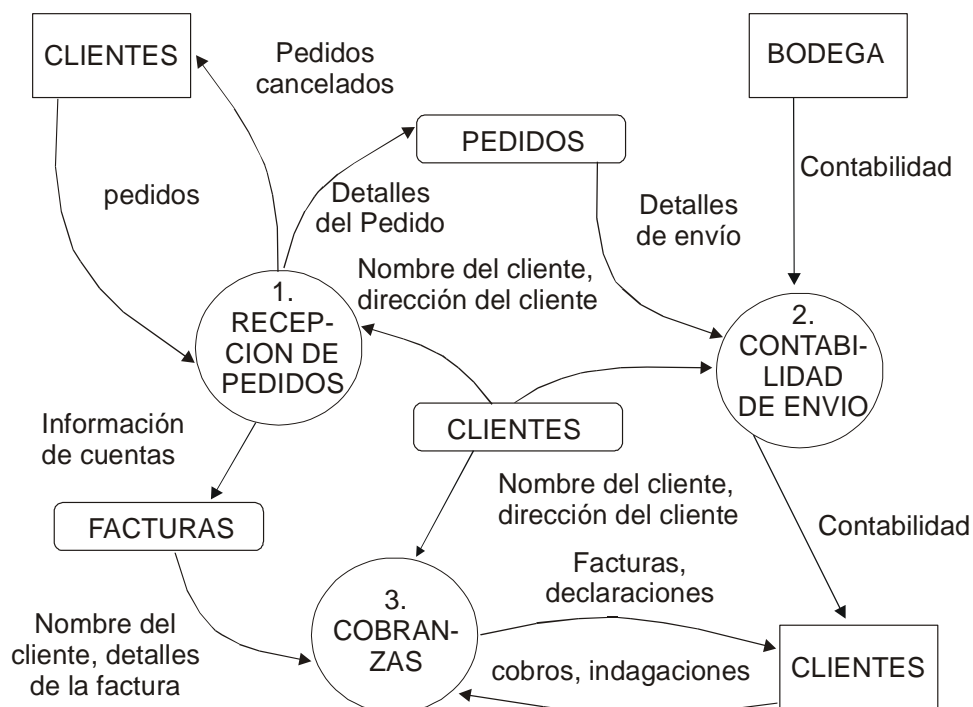 CLIENTES
Pedidos
cancelados
BODEGA
PEDIDOS
Contabilidad
pedidos
Detalles
del Pedido
Detalles
de envío
Nombre del cliente,
dirección del cliente
1.
RECEP-
CION DE
PEDIDOS
2.
CONTABI-
LIDAD
DE ENVIO
CLIENTES
Información
de cuentas
Nombre del cliente,
dirección del cliente
FACTURAS
Contabilidad
Facturas,
declaraciones
3.
COBRAN-
ZAS
Nombre del
cliente, detalles
de la factura
cobros, indagaciones
CLIENTES